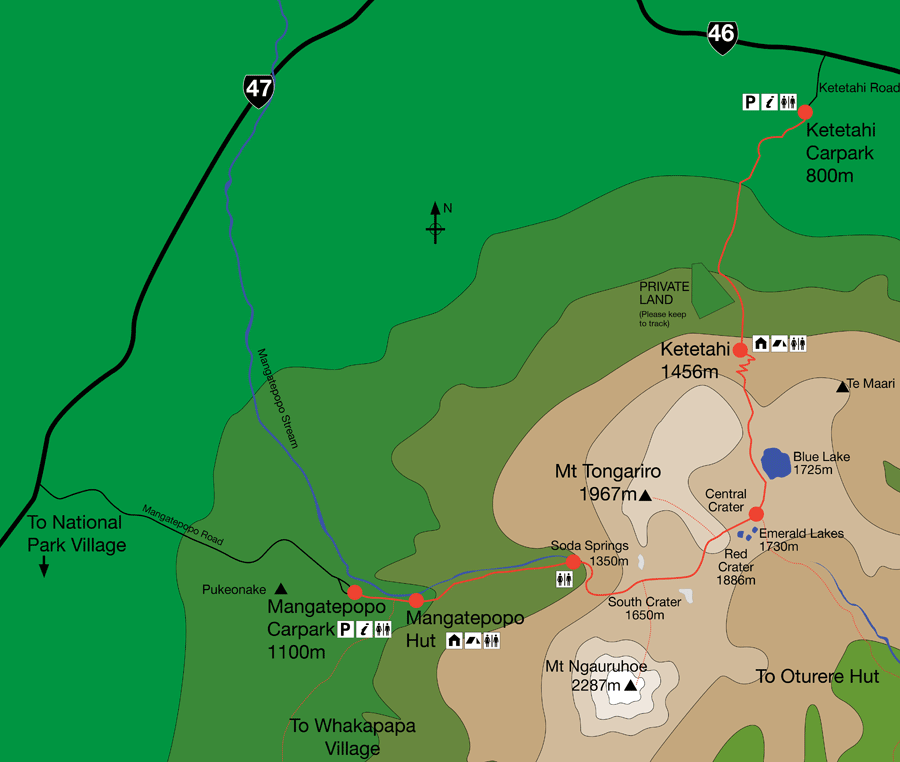 46
47
Ketetahi Road
P i
Ketetahi
Carpark
800m
N
PRIVATE
LAND
(Please keep
to track)
Ketetahi
1456m
Te Maari
Mangatepopo Stream
Blue Lake
1725m
Mt Tongariro
1967m
Central
Crater
To National
Park Village
Mangatepopo Road
Emerald Lakes
1730m
Soda Springs
1350m
Red
Crater
1886m
Pukeonake
Mangatepopo
Carpark P i
1100m
Mangatepopo
Hut
South Crater
1650m
Mt Ngauruhoe
2287m
To Oturere Hut
To Whakapapa
Village